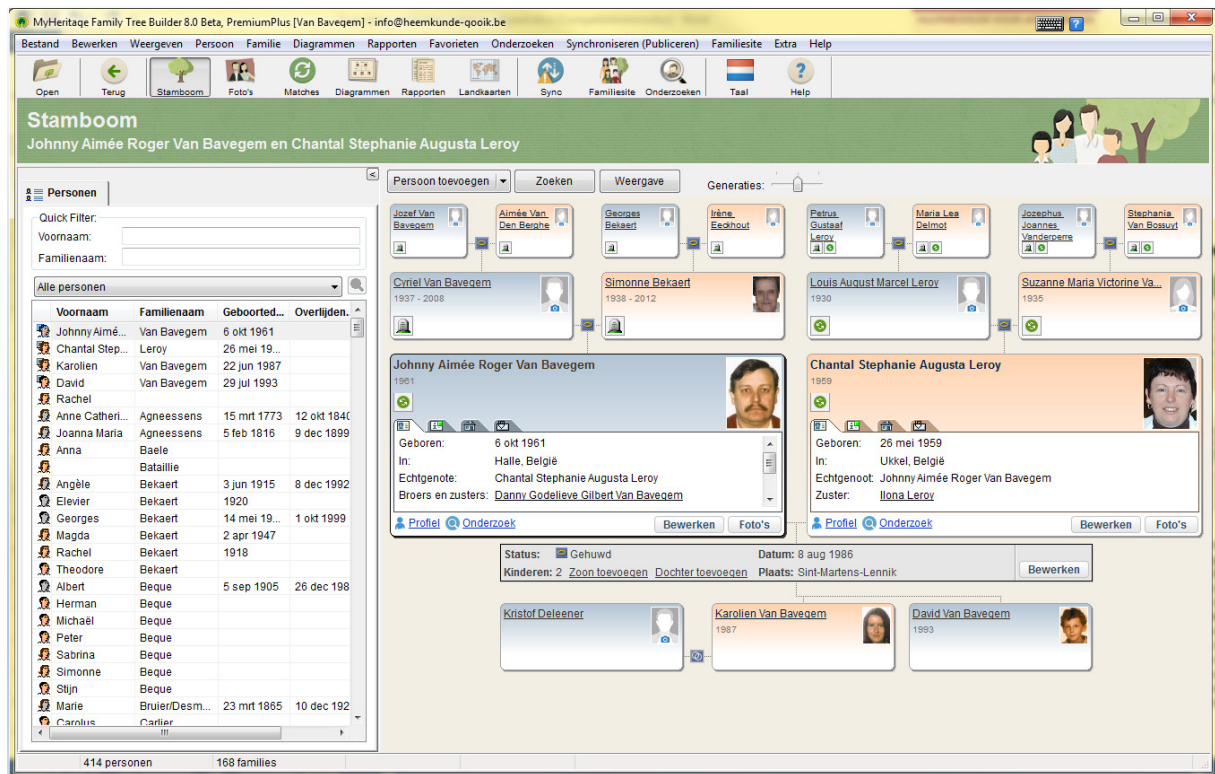 MyHeritage Family Tree Builder 8.0 Beta, PremiumPlus [Van Bavegem] - info@heemkunde-gooik.be
Bestand Bewerken Weergeven Persoon Familie Diagrammen Rapporten Favorieten Onderzoeken Synchroniseren (Publiceren) Familiesite Extra Help
Open Terug Stamboom Foto's Matches Diagrammen Rapporten Landkaarten Sync Familiesite Onderzoeken Taal Help
Stamboom
Johnny Aimée Roger Van Bavegem en Chantal Stephanie Augusta Leroy
Personen
Quick Filter:
Voornaam:
Familienaam:
Alle personen
Voornaam Familienaam Geboorted... Overlijden.
Johnny Aimé... Van Bavegem 6 okt 1961
Chantal Step... Leroy 26 mei 19...
Karolien Van Bavegem 22 jun 1987
David Van Bavegem 29 jul 1993
Rachel
Anne Catheri... Agneessens 15 mrt 1773 12 okt 1840
Joanna Maria Agneessens 5 feb 1816 9 dec 1899
Anna Baele
Bataillie
Angèle Bekaert 3 jun 1915 8 dec 1992
Elevier Bekaert 1920
Georges Bekaert 14 mei 19... 1 okt 1999
Magda Bekaert 2 apr 1947
Rachel Bekaert 1918
Theodore Bekaert
Albert Beque 5 sep 1905 26 dec 198
Herman Beque
Michaël Beque
Peter Beque
Sabrina Beque
Simonne Beque
Stijn Beque
Marie Bruier/Desm... 23 mrt 1865 10 dec 192
Carolus Carlier
414 personen 168 families
Persoon toevoegen Zoeken Weergave Generaties:
Jozef Van
Bavegem
Aimée Van
Den Berghe
Georges
Bekaert
Irène
Eeckhout
Petrus
Gustaaf
Leroy
Maria Lea
Delmot
Jozephus
Joannes
Vanderperre
Stephania
Van Bossuyt
Cyriel Van Bavegem
1937 - 2008
Simonne Bekaert
1938 - 2012
Louis August Marcel Leroy
1930
Suzanne Maria Victorine Va...
1935
Johnny Aimée Roger Van Bavegem
1961
Geboren: 6 okt 1961
In: Halle, België
Echtgenote: Chantal Stephanie Augusta Leroy
Broers en zusters: Danny Godelieve Gilbert Van Bavegem
Profiel Onderzoek Bewerken Foto's
Chantal Stephanie Augusta Leroy
1959
Geboren: 26 mei 1959
In: Ukkel, België
Echtgenoot: Johnny Aimée Roger Van Bavegem
Zuster: Ilona Leroy
Profiel Onderzoek Bewerken Foto's
Status: Gehuwd Datum: 8 aug 1986
Kinderen: 2 Zoon toevoegen Dochter toevoegen Plaats: Sint-Martens-Lennik
Bewerken
Kristof Deleener
Karolien Van Bavegem
1987
David Van Bavegem
1993